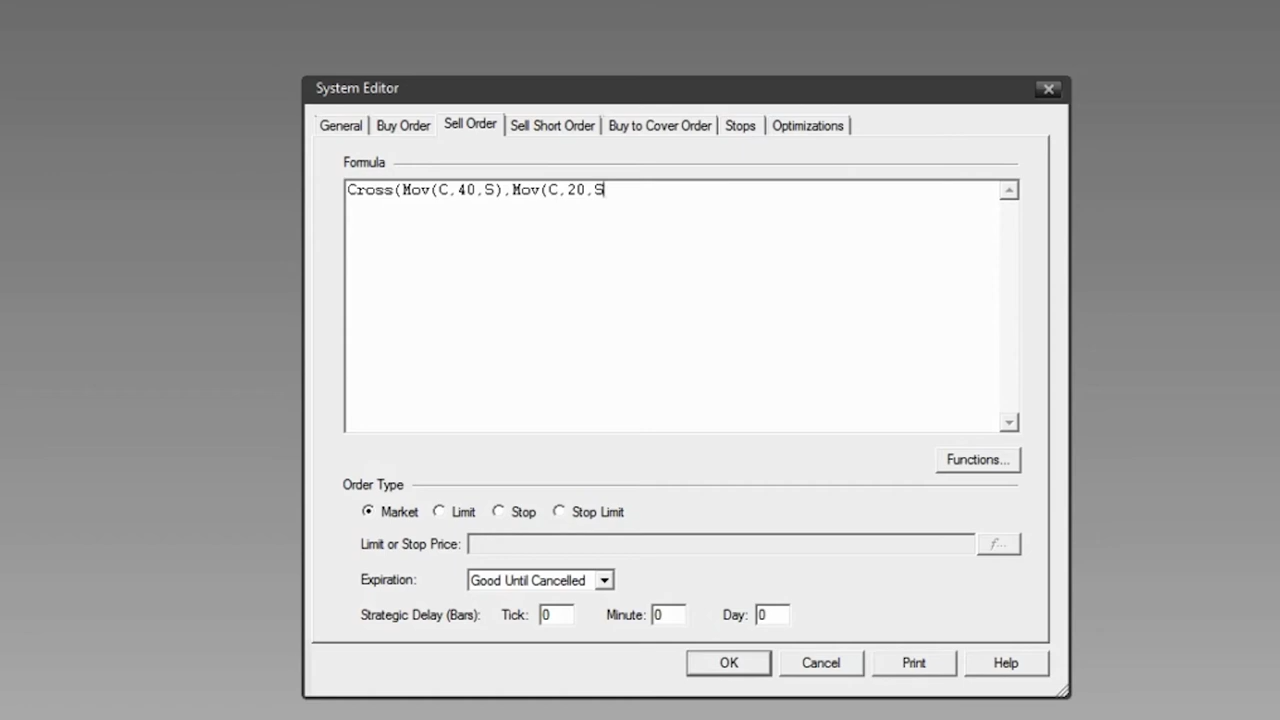 System Editor
General Buy Order Sell Order Sell Short Order Buy to Cover Order Stops Optimizations
Formula
Cross(Mov(C,40,S),Mov(C,20,S
Functions...
Order Type
Market Limit Stop Stop Limit
Limit or Stop Price: f...
Expiration: Good Until Cancelled
Strategic Delay (Bars): Tick: 0 Minute: 0 Day: 0
OK Cancel Print Help